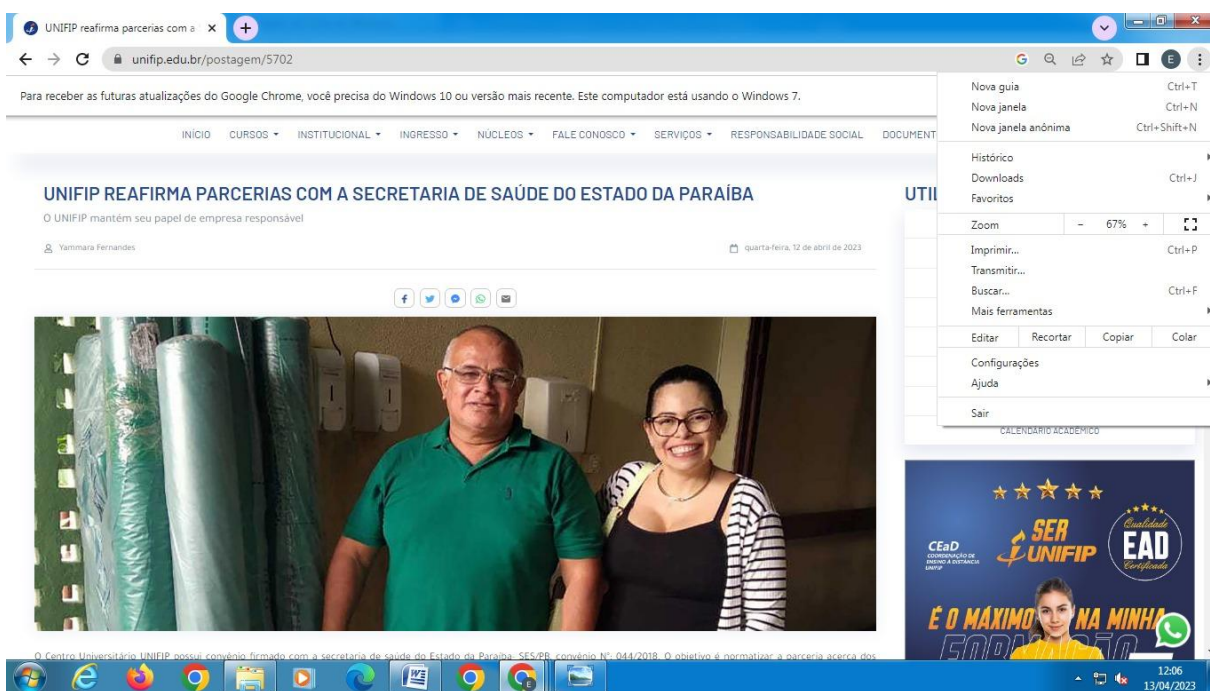 UNIFIP reafirma parcerias com a
unifip.edu.br/postagem/5702
Para receber as futuras atualizações do Google Chrome, você precisa do Windows 10 ou versão mais recente. Este computador está usando o Windows 7.
INÍCIO CURSOS INSTITUCIONAL INGRESSO NÚCLEOS FALE CONOSCO SERVIÇOS RESPONSABILIDADE SOCIAL DOCUMENT
UNIFIP REAFIRMA PARCERIAS COM A SECRETARIA DE SAÚDE DO ESTADO DA PARAÍBA
O UNIFIP mantém seu papel de empresa responsável
Yammara Fernandes
quarta-feira, 12 de abril de 2023
O Centro Universitário UNIFIP possui convênio firmado com a secretaria de saúde do Estado da Paraíba- SES/PB, convênio Nº: 044/2018. O objetivo é normatizar a parceria acerca dos
UTIL
E
Nova guia Ctrl+T
Nova janela Ctrl+N
Nova janela anônima Ctrl+Shift+N
Histórico
Downloads Ctrl+J
Favoritos
Zoom - 67% +
Imprimir... Ctrl+P
Transmitir...
Buscar... Ctrl+F
Mais ferramentas
Editar Recortar Copiar Colar
Configurações
Ajuda
Sair
CALENDÁRIO ACADÊMICO
CEaD
COORDENAÇÃO DE
ENSINO A DISTÂNCIA
UNIFIP
SER
UNIFIP
Qualidade
EAD
Certificada
É O MÁXIMO NA MINHA
FORMAÇÃO
12:06
13/04/2023